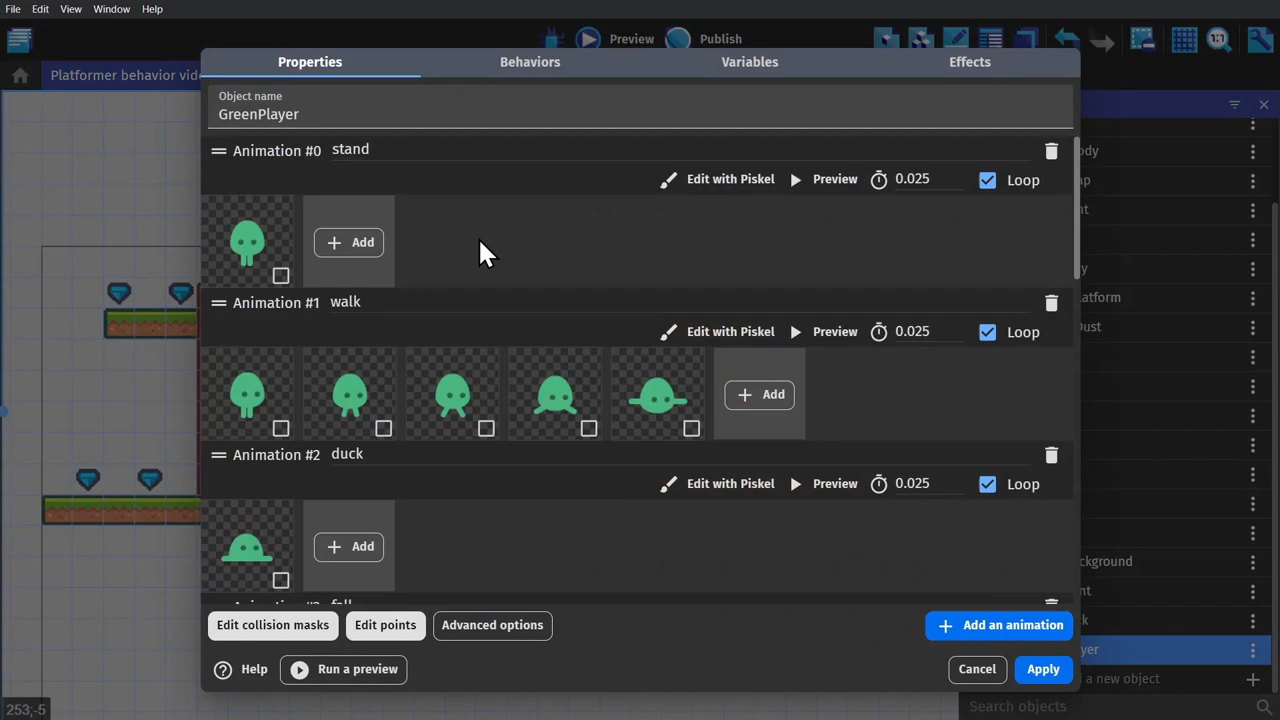 File Edit View Window Help
Preview Publish 1:1
Platformer behavior vid
Properties Behaviors Variables Effects
Object name
GreenPlayer
Animation #0 stand
Edit with Piskel Preview 0.025 Loop
Add
Animation #1 walk
Edit with Piskel Preview 0.025 Loop
Add
Animation #2 duck
Edit with Piskel Preview 0.025 Loop
Add
Edit collision masks Edit points Advanced options Add an animation
Help Run a preview Cancel Apply
ody
ap
nt
y
latform
Dust
ckground
nt
k
yer
d a new object
Search objects
253;-5